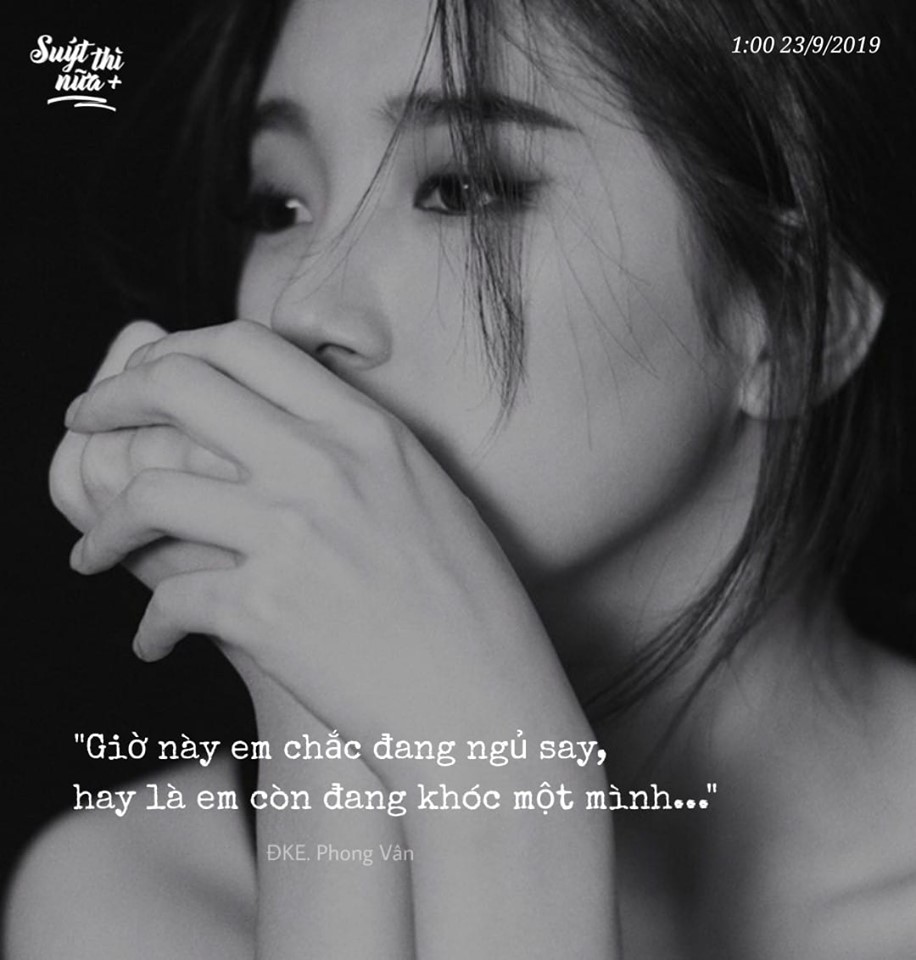 Suýt thì
nữa +
1:00 23/9/2019
"Giờ này em chắc đang ngủ say,
hay là em còn đang khóc một mình..."
ĐKE. Phong Vân